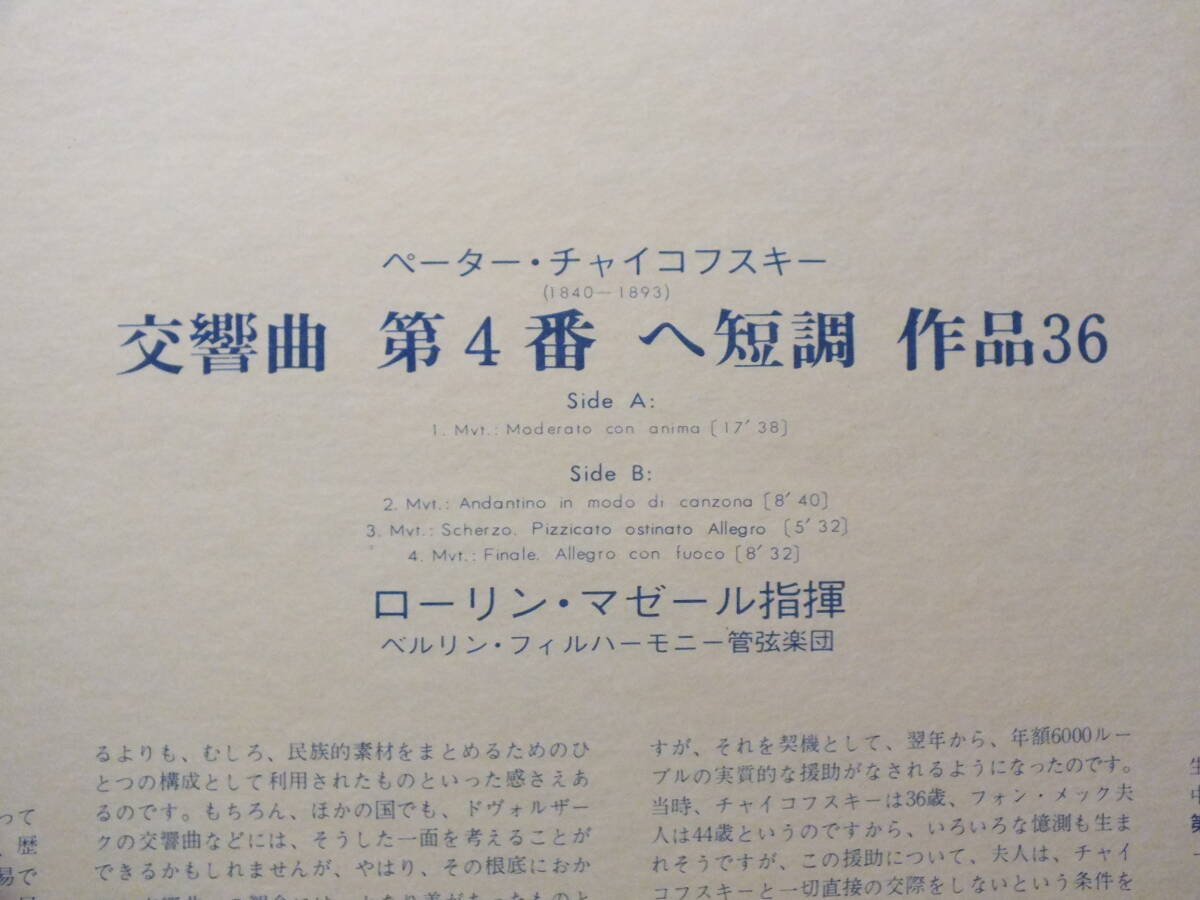 ペーター・チャイコフスキー
(1840—1893)
交響曲 第4番 ヘ短調 作品36
Side A:
1. Mvt.: Moderato con anima [17′38]
Side B:
2. Mvt.: Andantino in modo di canzona [8′40]
3. Mvt.: Scherzo. Pizzicato ostinato Allegro [5′32]
4. Mvt.: Finale. Allegro con fuoco [8′32]
ローリン・マゼール指揮
ベルリン・フィルハーモニー管弦楽団
って
、歴
易で
るよりも、むしろ、民族的素材をまとめるためのひ
とつの構成として利用されたものといった感さえあ
るのです。もちろん、ほかの国でも、ドヴォルザー
クの交響曲などには、そうした一面を考えることが
できるかもしれませんが、やはり、その根底におか
すが、それを契機として、翌年から、年額6000ルー
ブルの実質的な援助がなされるようになったのです。
当時、チャイコフスキーは36歳、フォン・メック夫
人は44歳というのですから、いろいろな憶測も生ま
れそうですが、この援助について、夫人は、チャイ
コフスキーと一切直接の交際をしないという条件を